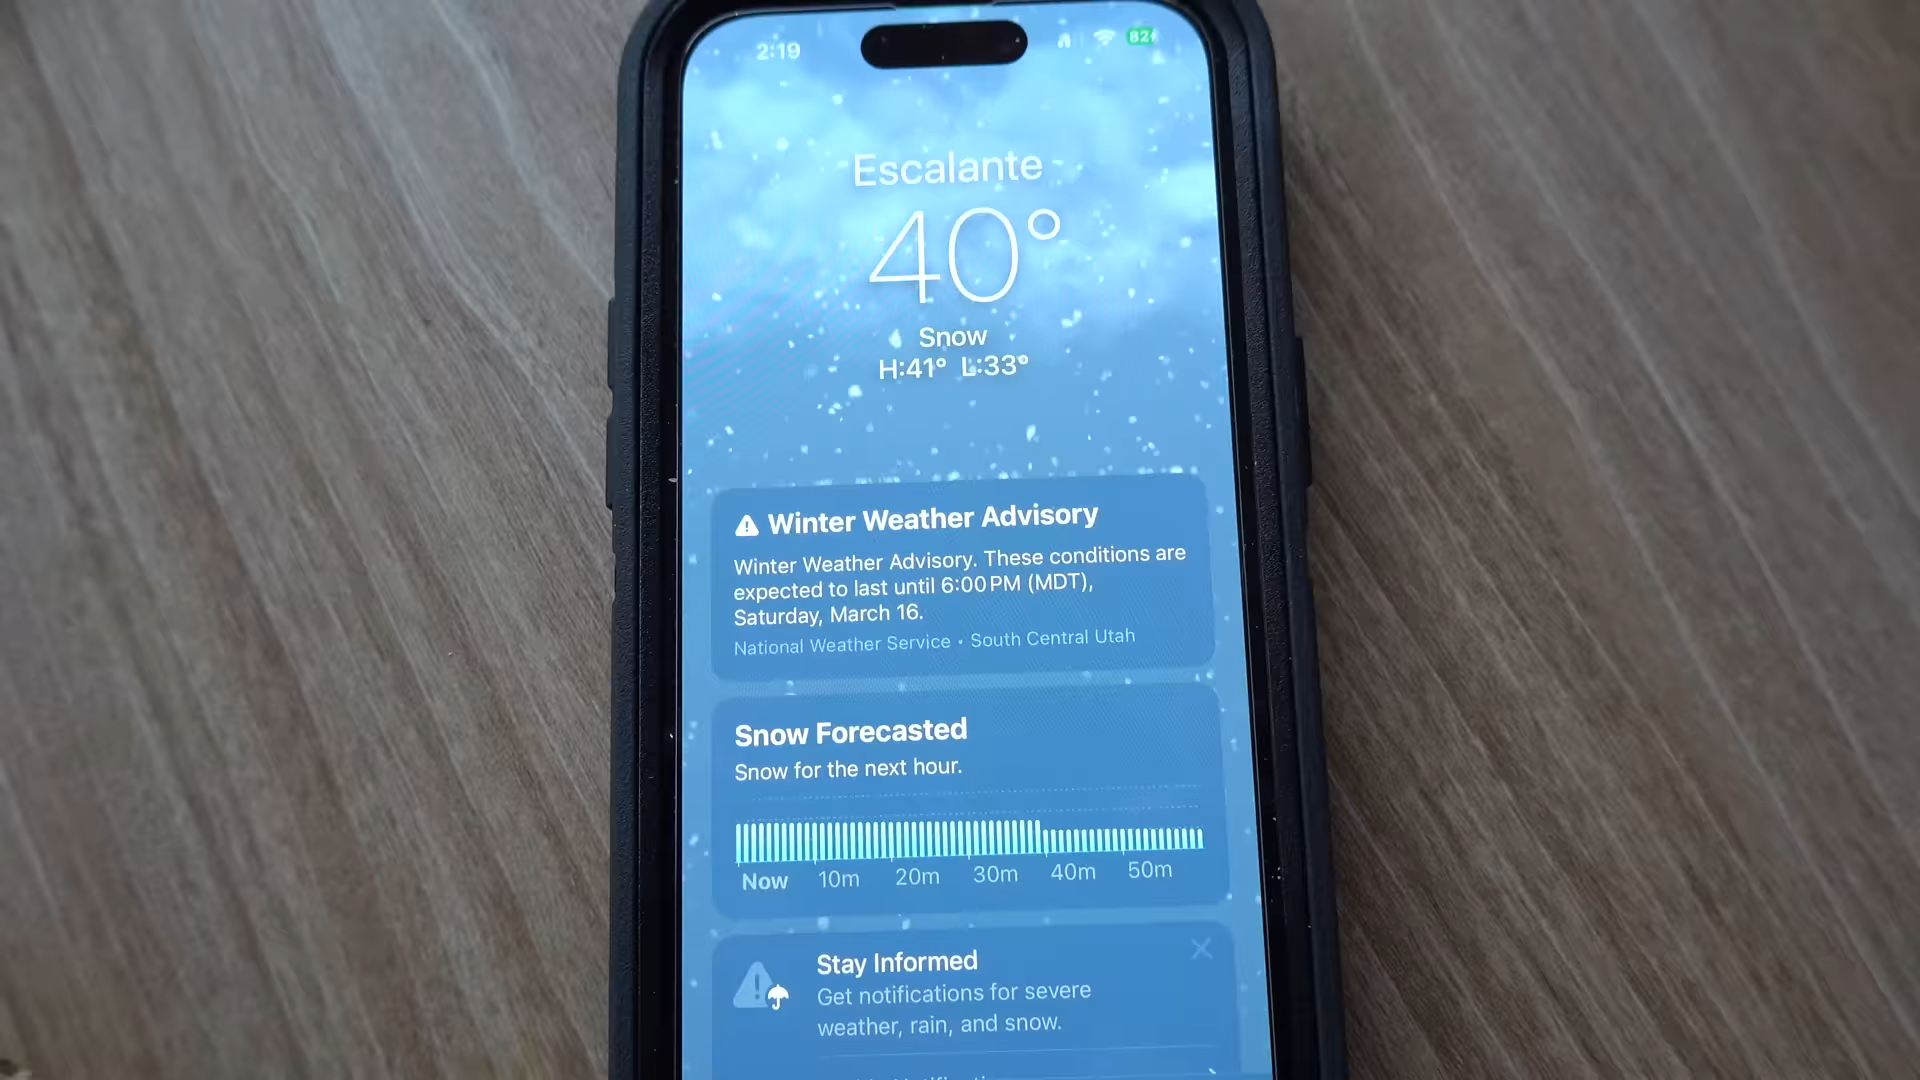 2:19
82
Escalante
40°
Snow
H:41° L:33°
Winter Weather Advisory
Winter Weather Advisory. These conditions are
expected to last until 6:00 PM (MDT),
Saturday, March 16.
National Weather Service • South Central Utah
Snow Forecasted
Snow for the next hour.
Now 10m 20m 30m 40m 50m
Stay Informed
Get notifications for severe
weather, rain, and snow.